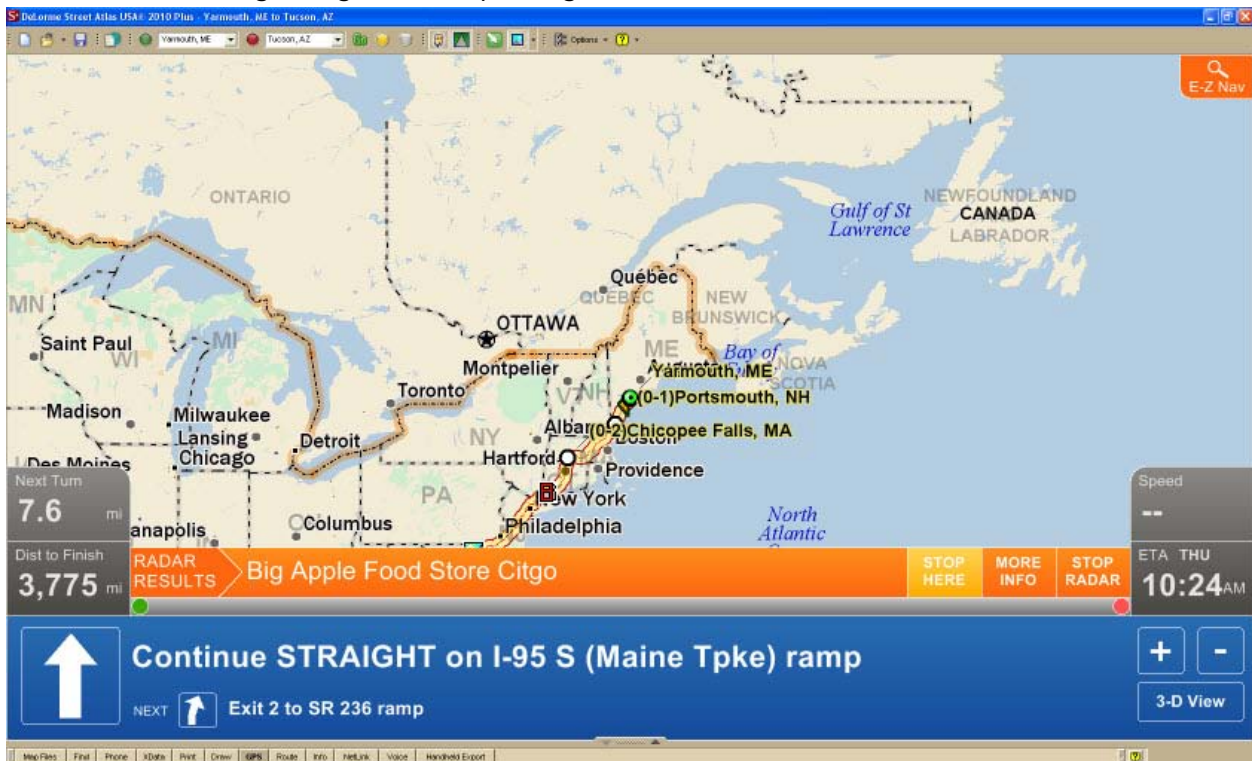 DeLorme Street Atlas USA® 2010 Plus - Yarmouth, ME to Tucson, AZ
Yarmouth, ME
Tucson, AZ
Options
E-Z Nav
ONTARIO
NEWFOUNDLAND
Gulf of St
Lawrence
CANADA
LABRADOR
Québec
QUÉBEC
NEW
BRUNSWICK
MN
OTTAWA
Saint Paul
WI
MI
ME
Bay of
NOVA
SCOTIA
Montpelier
Yarmouth, ME
Toronto
VT
NH
(0-1)Portsmouth, NH
Madison
Milwaukee
Lansing
Detroit
NY
(0-2)Chicopee Falls, MA
Chicago
Hartford
Providence
Des Moines
PA
New York
Columbus
Philadelphia
North
Atlantic
Next Turn
7.6 mi
Speed
--
Dist to Finish
3,775 mi
RADAR
RESULTS
Big Apple Food Store Citgo
STOP
HERE
MORE
INFO
STOP
RADAR
ETA THU
10:24AM
Continue STRAIGHT on I-95 S (Maine Tpke) ramp
NEXT
Exit 2 to SR 236 ramp
+
-
3-D View
Map Files
Find
Phone
XData
Print
Draw
GPS
Route
Info
NetLink
Voice
Handheld Export